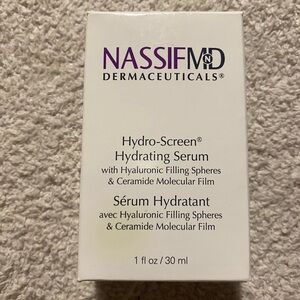 NASSIFMD
DERMACEUTICALS®
Hydro-Screen®
Hydrating Serum
with Hyaluronic Filling Spheres
& Ceramide Molecular Film
Sérum Hydratant
avec Hyaluronic Filling Spheres
& Ceramide Molecular Film
1 fl oz / 30 ml